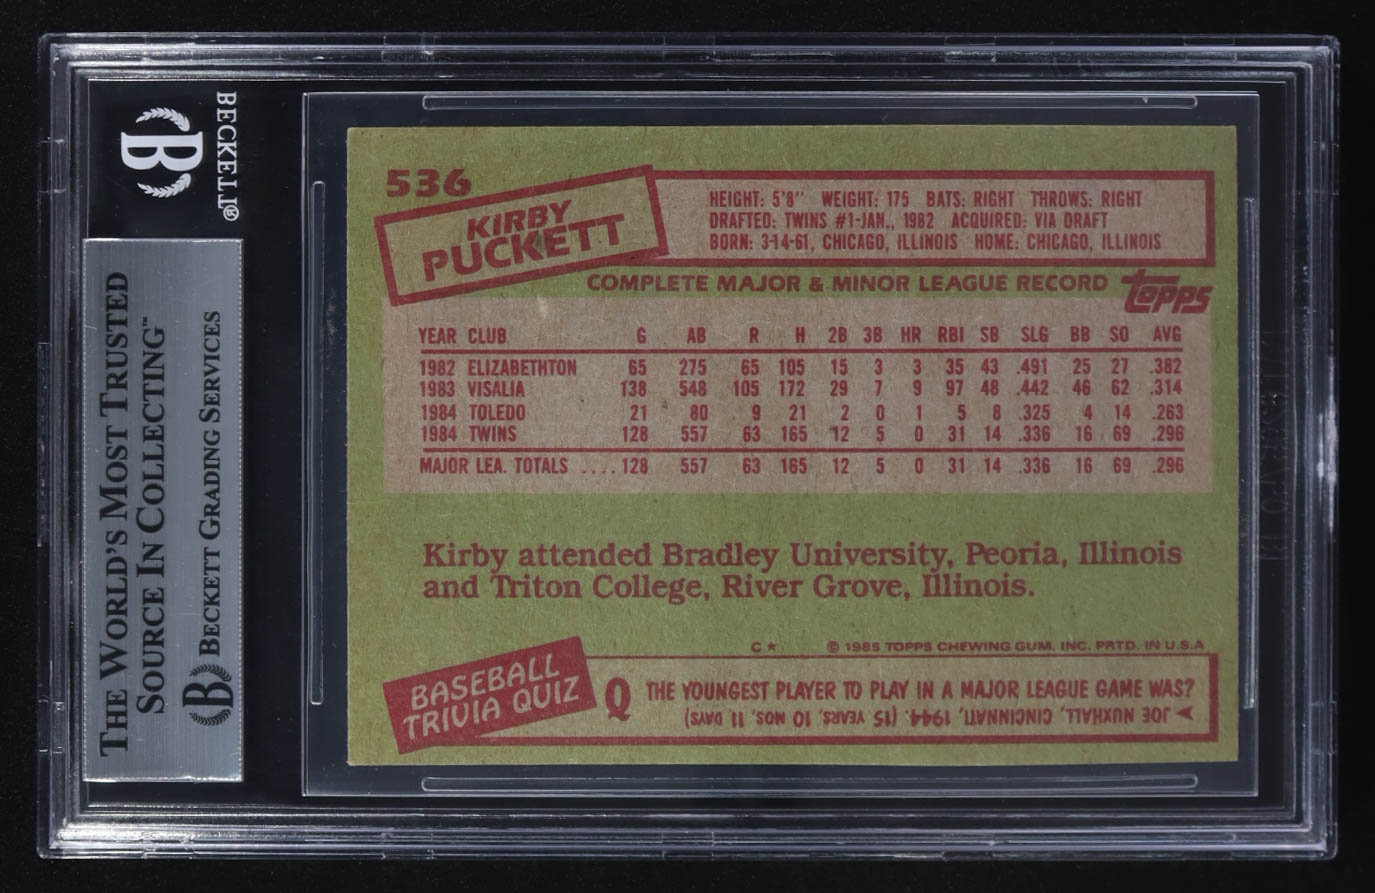 BECKETT®
THE WORLD'S MOST TRUSTED
SOURCE IN COLLECTING™
BECKETT GRADING SERVICES
536
KIRBY
PUCKETT
HEIGHT: 5'8" WEIGHT: 175 BATS: RIGHT THROWS: RIGHT
DRAFTED: TWINS #1-JAN., 1982 ACQUIRED: VIA DRAFT
BORN: 3-14-61, CHICAGO, ILLINOIS HOME: CHICAGO, ILLINOIS
COMPLETE MAJOR & MINOR LEAGUE RECORD
Topps
YEAR CLUB G AB R H 2B 3B HR RBI SB SLG BB SO AVG
1982 ELIZABETHTON 65 275 65 105 15 3 3 35 43 .491 25 27 .382
1983 VISALIA 138 548 105 172 29 7 9 97 48 .442 46 62 .314
1984 TOLEDO 21 80 9 21 2 0 1 5 8 .325 4 14 .263
1984 TWINS 128 557 63 165 12 5 0 31 14 .336 16 69 .296
MAJOR LEA. TOTALS .... 128 557 63 165 12 5 0 31 14 .336 16 69 .296
Kirby attended Bradley University, Peoria, Illinois
and Triton College, River Grove, Illinois.
C★ © 1985 TOPPS CHEWING GUM, INC. PRTD. IN U.S.A
BASEBALL
TRIVIA QUIZ
Q THE YOUNGEST PLAYER TO PLAY IN A MAJOR LEAGUE GAME WAS?
JOE NUXHALL, CINCINNATI, 1944. (15 YEARS, 10 MOS, 11 DAYS)